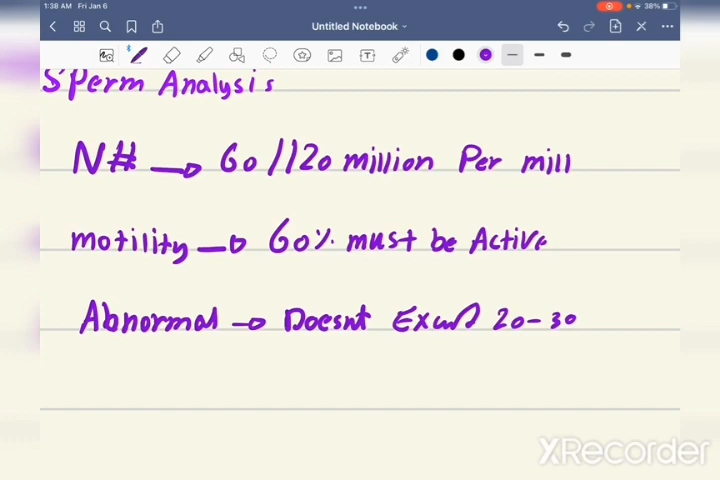 1:38 AM Fri Jan 6
38%
Untitled Notebook
Sperm Analysis
N# → 60/120 million Per mill
motility → 60% must be Active
Abnormal → Doesnt 20-30
XRecorder